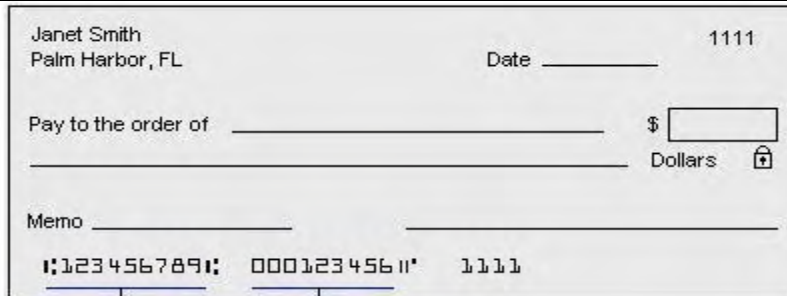 Janet Smith 1111
Palm Harbor, FL Date
Pay to the order of $
Dollars
Memo
⑆123456789⑆ 000123456⑈ 1111